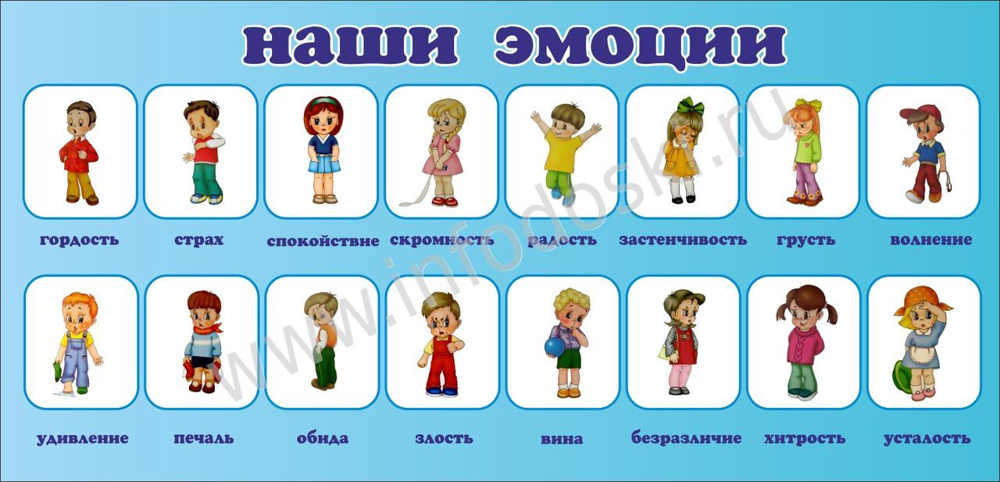 наши эмоции
гордость страх спокойствие скромность радость застенчивость грусть волнение
удивление печаль обида злость вина безразличие хитрость усталость
www.infodoski.ru